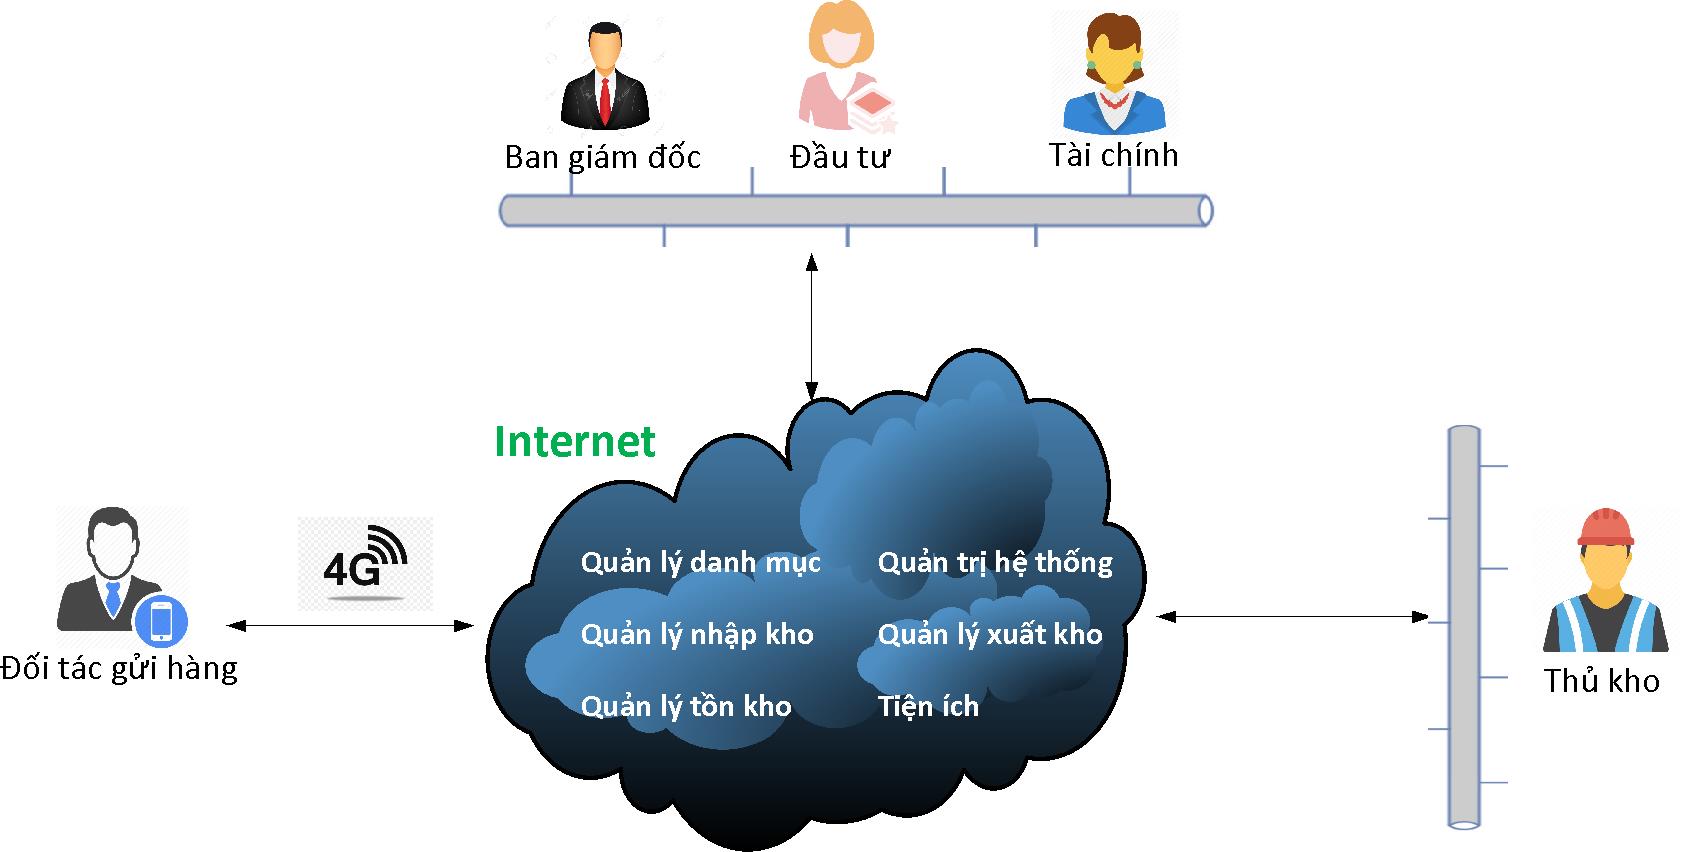 Ban giám đốc
Đầu tư
Tài chính
Internet
4G
Đối tác gửi hàng
Quản lý danh mục
Quản trị hệ thống
Quản lý nhập kho
Quản lý xuất kho
Quản lý tồn kho
Tiện ích
Thủ kho